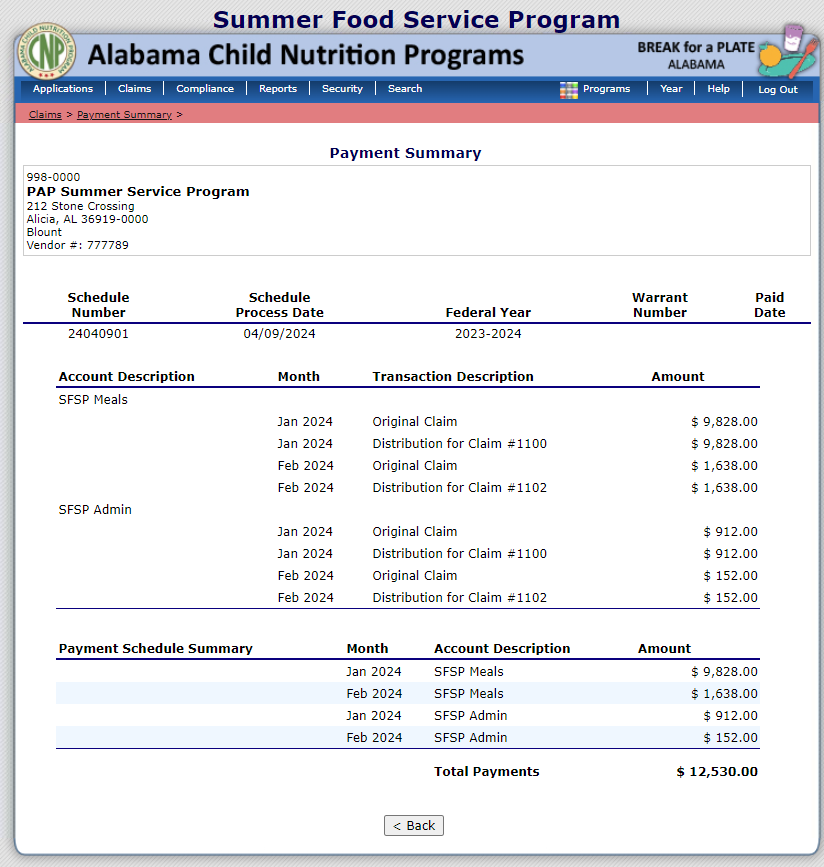 Summer Food Service Program
ALABAMA CHILD NUTRITION PROGRAM
CNP
Alabama Child Nutrition Programs
BREAK for a PLATE
ALABAMA
Applications Claims Compliance Reports Security Search Programs Year Help Log Out
Claims > Payment Summary >
Payment Summary
998-0000
PAP Summer Service Program
212 Stone Crossing
Alicia, AL 36919-0000
Blount
Vendor #: 777789
Schedule Schedule Warrant Paid
Number Process Date Federal Year Number Date
24040901 04/09/2024 2023-2024
Account Description Month Transaction Description Amount
SFSP Meals
Jan 2024 Original Claim $ 9,828.00
Jan 2024 Distribution for Claim #1100 $ 9,828.00
Feb 2024 Original Claim $ 1,638.00
Feb 2024 Distribution for Claim #1102 $ 1,638.00
SFSP Admin
Jan 2024 Original Claim $ 912.00
Jan 2024 Distribution for Claim #1100 $ 912.00
Feb 2024 Original Claim $ 152.00
Feb 2024 Distribution for Claim #1102 $ 152.00
Payment Schedule Summary Month Account Description Amount
Jan 2024 SFSP Meals $ 9,828.00
Feb 2024 SFSP Meals $ 1,638.00
Jan 2024 SFSP Admin $ 912.00
Feb 2024 SFSP Admin $ 152.00
Total Payments $ 12,530.00
< Back